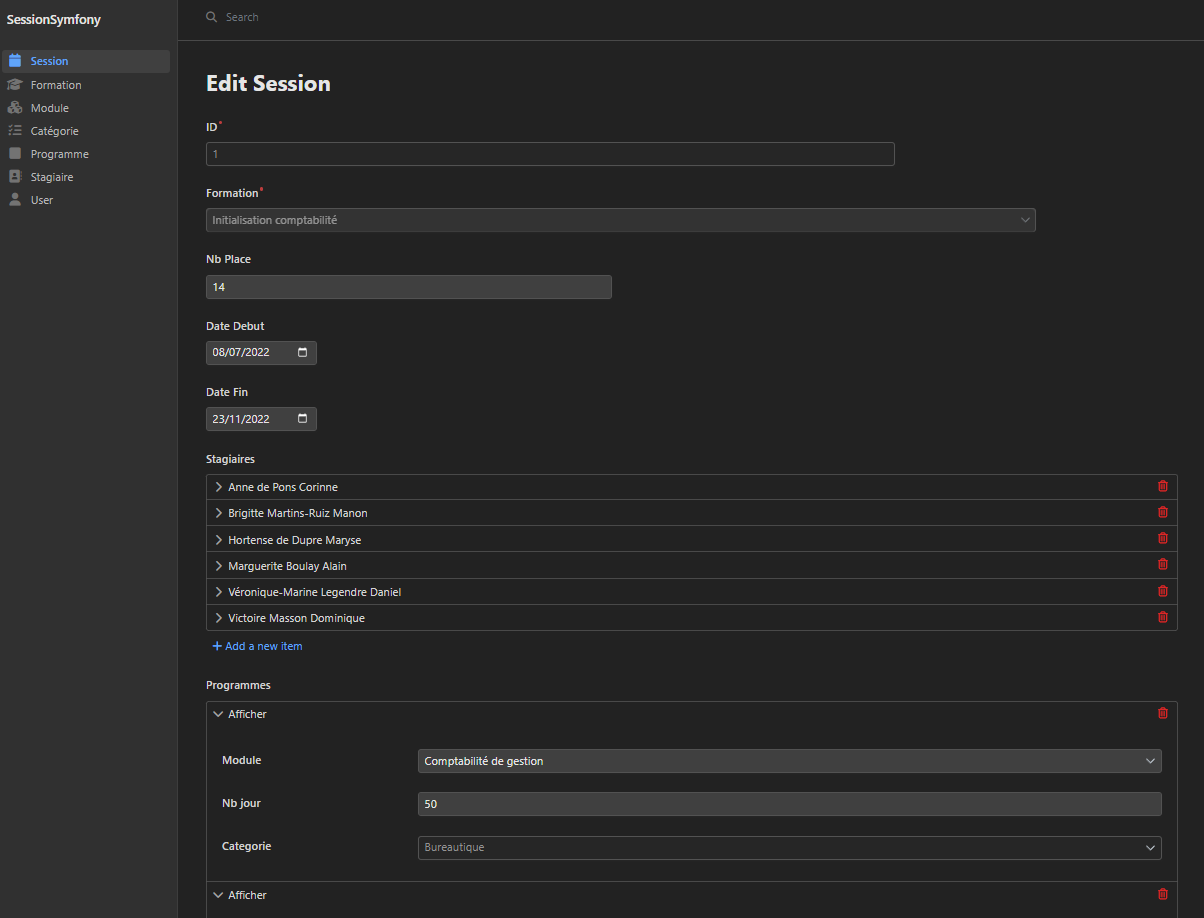 SessionSymfony
Search
Session
Formation
Module
Catégorie
Programme
Stagiaire
User
Edit Session
ID*
1
Formation*
Initialisation comptabilité
Nb Place
14
Date Debut
08/07/2022
Date Fin
23/11/2022
Stagiaires
Anne de Pons Corinne
Brigitte Martins-Ruiz Manon
Hortense de Dupre Maryse
Marguerite Boulay Alain
Véronique-Marine Legendre Daniel
Victoire Masson Dominique
+ Add a new item
Programmes
Afficher
Module Comptabilité de gestion
Nb jour 50
Categorie Bureautique
Afficher